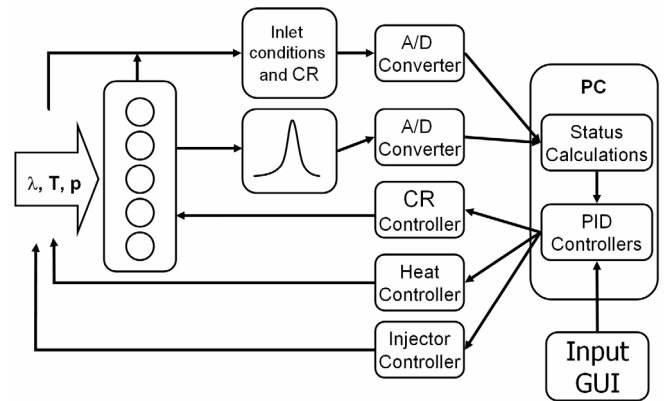 Inlet
conditions
and CR
A/D
Converter
PC
A/D
Converter
Status
Calculations
λ, T, p
CR
Controller
PID
Controllers
Heat
Controller
Injector
Controller
Input
GUI